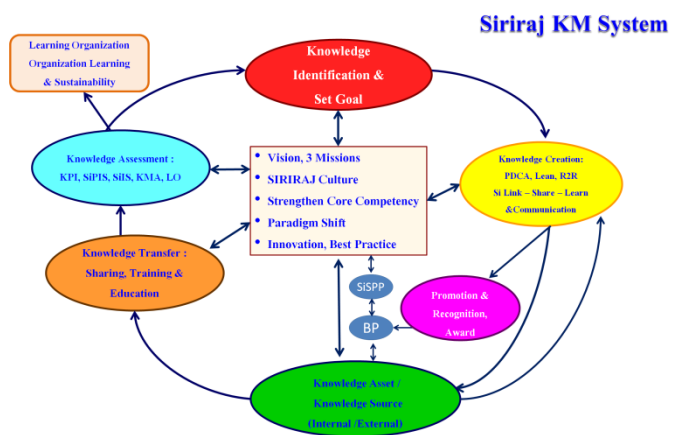 Siriraj KM System
Learning Organization
Organization Learning
& Sustainability
Knowledge
Identification &
Set Goal
Knowledge Assessment :
KPI, SiPIS, SiIS, KMA, LO
• Vision, 3 Missions
• SIRIRAJ Culture
• Strengthen Core Competency
• Paradigm Shift
• Innovation, Best Practice
Knowledge Creation:
PDCA, Lean, R2R
Si Link – Share – Learn
&Communication
Knowledge Transfer :
Sharing, Training &
Education
SiSPP
BP
Promotion &
Recognition,
Award
Knowledge Asset /
Knowledge Source
(Internal /External)